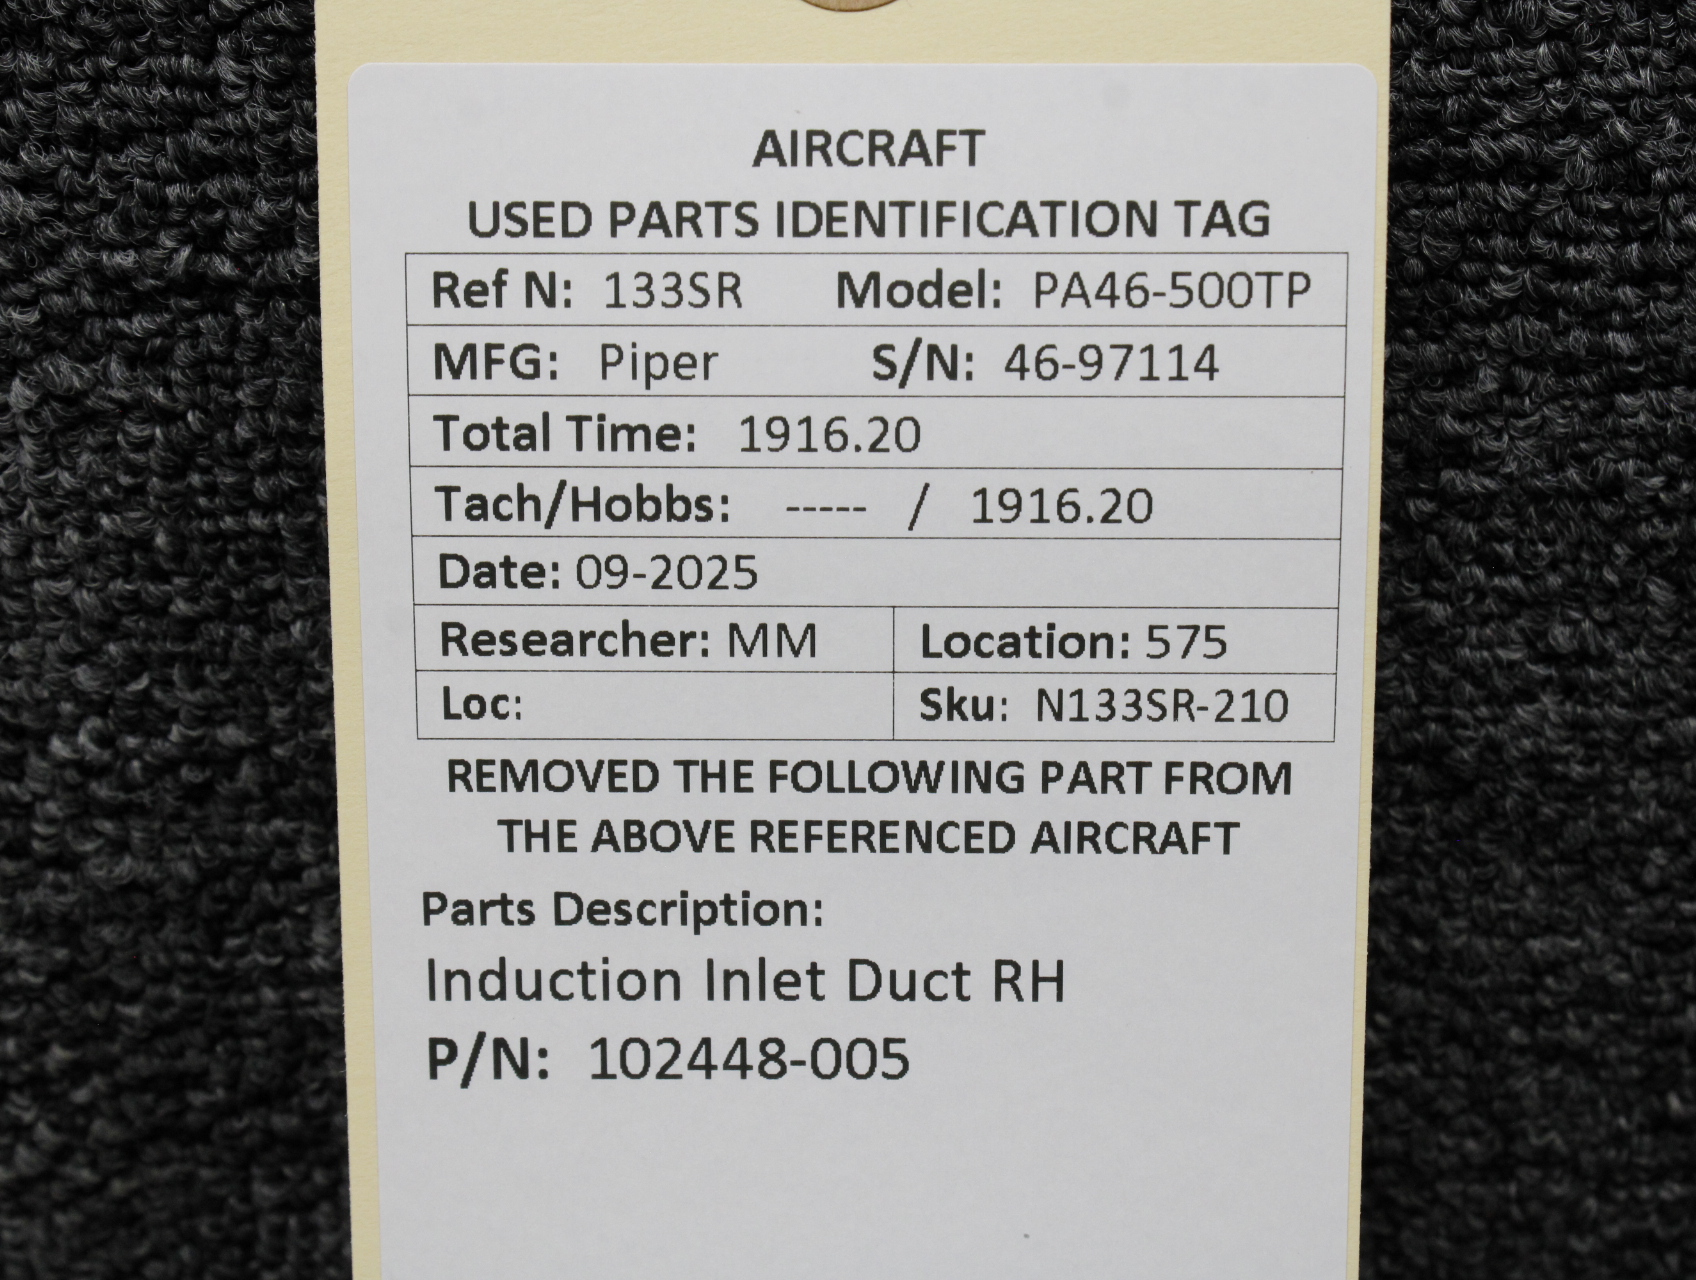 AIRCRAFT
USED PARTS IDENTIFICATION TAG
Ref N: 133SR Model: PA46-500TP
MFG: Piper S/N: 46-97114
Total Time: 1916.20
Tach/Hobbs: ----- / 1916.20
Date: 09-2025
Researcher: MM Location: 575
Loc: Sku: N133SR-210
REMOVED THE FOLLOWING PART FROM
THE ABOVE REFERENCED AIRCRAFT
Parts Description:
Induction Inlet Duct RH
P/N: 102448-005